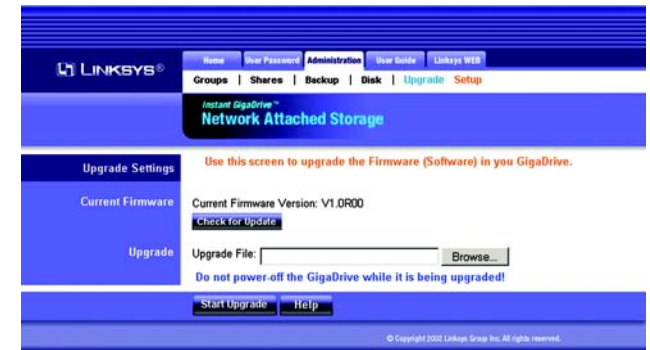 LINKSYS®
Home User Password Administration User Guide Linksys WEB
Groups | Shares | Backup | Disk | Upgrade Setup
Instant GigaDrive™
Network Attached Storage
Upgrade Settings
Use this screen to upgrade the Firmware (Software) in you GigaDrive.
Current Firmware
Current Firmware Version: V1.0R00
Check for Update
Upgrade
Upgrade File:
Browse...
Do not power-off the GigaDrive while it is being upgraded!
Start Upgrade Help
© Copyright 2002 Linksys Group Inc. All rights reserved.